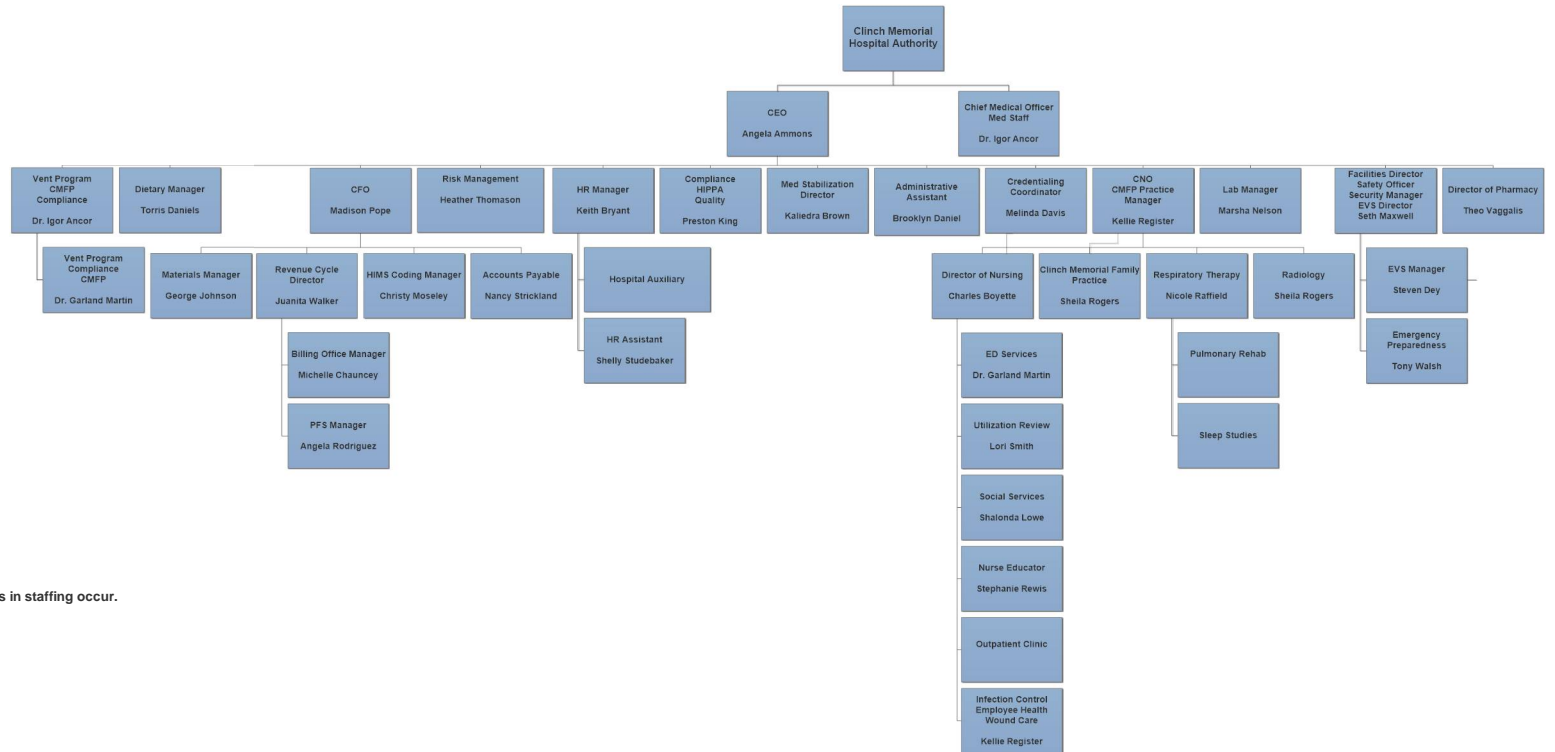 Clinch Memorial
Hospital Authority
CEO
Angela Ammons
Chief Medical Officer
Med Staff
Dr. Igor Ancor
Vent Program
CMFP
Compliance
Dr. Igor Ancor
Dietary Manager
Torris Daniels
CFO
Madison Pope
Risk Management
Heather Thomason
HR Manager
Keith Bryant
Compliance
HIPPA
Quality
Preston King
Med Stabilization
Director
Kaliedra Brown
Administrative
Assistant
Brooklyn Daniel
Credentialing
Coordinator
Melinda Davis
CNO
CMFP Practice
Manager
Kellie Register
Lab Manager
Marsha Nelson
Facilities Director
Safety Officer
Security Manager
EVS Director
Seth Maxwell
Director of Pharmacy
Theo Vaggalis
Vent Program
Compliance
CMFP
Dr. Garland Martin
Materials Manager
George Johnson
Revenue Cycle
Director
Juanita Walker
HIMS Coding Manager
Christy Moseley
Accounts Payable
Nancy Strickland
Hospital Auxiliary
Director of Nursing
Charles Boyette
Clinch Memorial Family
Practice
Sheila Rogers
Respiratory Therapy
Nicole Raffield
Radiology
Sheila Rogers
EVS Manager
Steven Dey
Billing Office Manager
Michelle Chauncey
HR Assistant
Shelly Studebaker
ED Services
Dr. Garland Martin
Pulmonary Rehab
Emergency
Preparedness
Tony Walsh
PFS Manager
Angela Rodriguez
Utilization Review
Lori Smith
Sleep Studies
Social Services
Shalonda Lowe
Nurse Educator
Stephanie Rewis
s in staffing occur.
Outpatient Clinic
Infection Control
Employee Health
Wound Care
Kellie Register